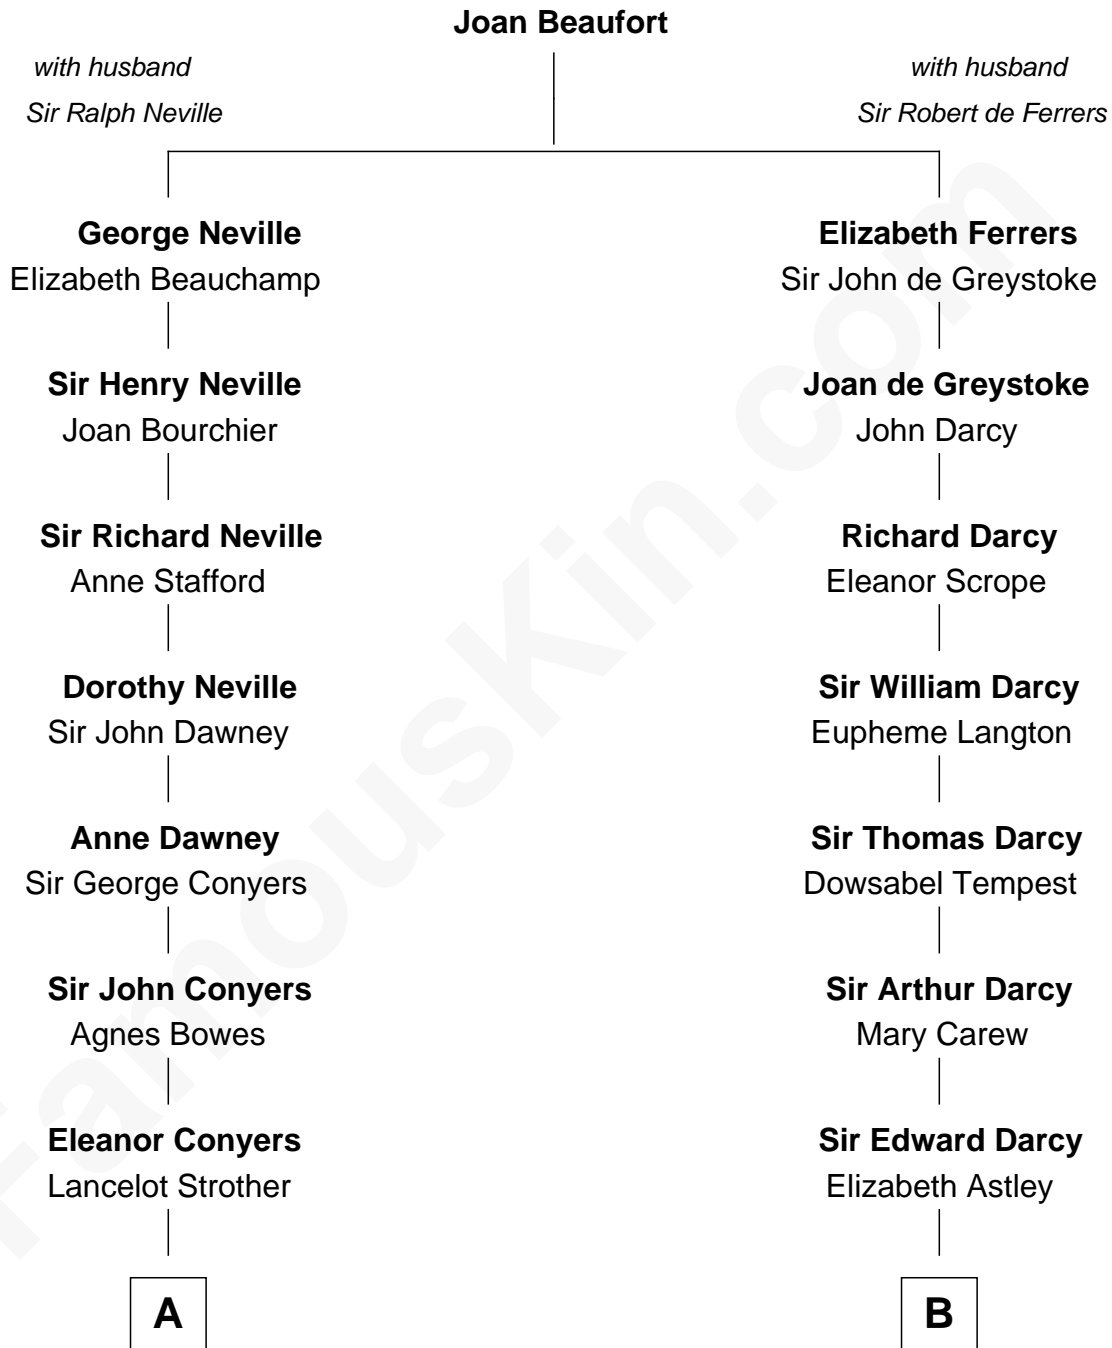 Joan Beaufort
with husband
Sir Ralph Neville
with husband
Sir Robert de Ferrers
George Neville
Elizabeth Beauchamp
Sir Henry Neville
Joan Bourchier
Sir Richard Neville
Anne Stafford
Dorothy Neville
Sir John Dawney
Anne Dawney
Sir George Conyers
Sir John Conyers
Agnes Bowes
Eleanor Conyers
Lancelot Strother
A
Elizabeth Ferrers
Sir John de Greystoke
Joan de Greystoke
John Darcy
Richard Darcy
Eleanor Scrope
Sir William Darcy
Eupheme Langton
Sir Thomas Darcy
Dowsabel Tempest
Sir Arthur Darcy
Mary Carew
Sir Edward Darcy
Elizabeth Astley
B
FamousKin.com